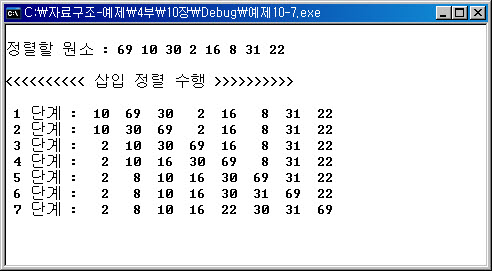 C:\자료구조-예제\4부\10장\Debug\예제10-7.exe
정렬할 원소 : 69 10 30 2 16 8 31 22
<<<<<<<<<< 삽입 정렬 수행 >>>>>>>>>>
1 단계 : 10 69 30 2 16 8 31 22
2 단계 : 10 30 69 2 16 8 31 22
3 단계 : 2 10 30 69 16 8 31 22
4 단계 : 2 10 16 30 69 8 31 22
5 단계 : 2 8 10 16 30 69 31 22
6 단계 : 2 8 10 16 30 31 69 22
7 단계 : 2 8 10 16 22 30 31 69